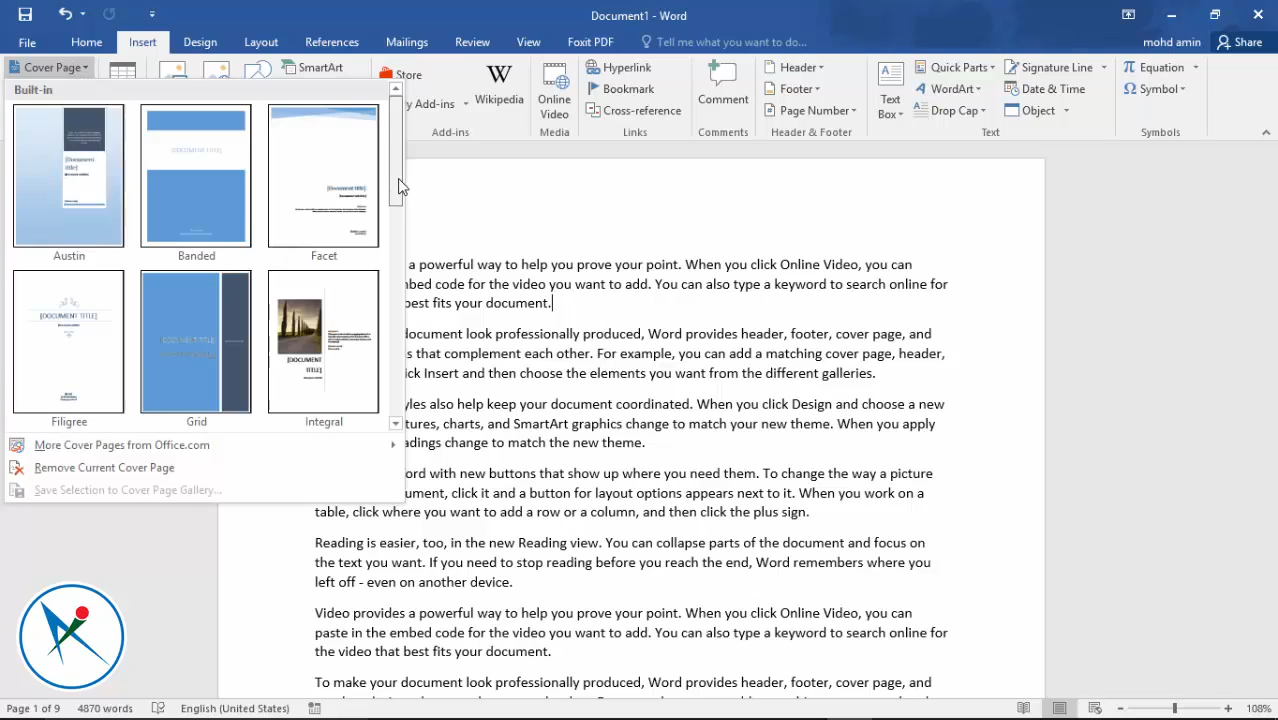 Document1 - Word
File Home Insert Design Layout References Mailings Review View Foxit PDF Tell me what you want to do... mohd amin Share
Cover Page SmartArt Store Hyperlink Header Quick Parts Signature Line Equation
Wikipedia Online Video Bookmark Comment Footer Text Box WordArt Date & Time Symbol
y Add-ins Cross-reference Page Number Drop Cap Object
Add-ins Media Links Comments Header & Footer Text Symbols
Built-in
Austin Banded Facet
[DOCUMENT TITLE]
Filigree Grid Integral
More Cover Pages from Office.com
Remove Current Cover Page
Save Selection to Cover Page Gallery...
a powerful way to help you prove your point. When you click Online Video, you can
bed code for the video you want to add. You can also type a keyword to search online for
best fits your document.
ocument look professionally produced, Word provides header, footer, cover page, and
s that complement each other. For example, you can add a matching cover page, header,
ick Insert and then choose the elements you want from the different galleries.
yles also help keep your document coordinated. When you click Design and choose a new
tures, charts, and SmartArt graphics change to match your new theme. When you apply
adings change to match the new theme.
ord with new buttons that show up where you need them. To change the way a picture
ument, click it and a button for layout options appears next to it. When you work on a
table, click where you want to add a row or a column, and then click the plus sign.
Reading is easier, too, in the new Reading view. You can collapse parts of the document and focus on
the text you want. If you need to stop reading before you reach the end, Word remembers where you
left off - even on another device.
Video provides a powerful way to help you prove your point. When you click Online Video, you can
paste in the embed code for the video you want to add. You can also type a keyword to search online for
the video that best fits your document.
To make your document look professionally produced, Word provides header, footer, cover page, and
Page 1 of 9 4870 words English (United States) 108%